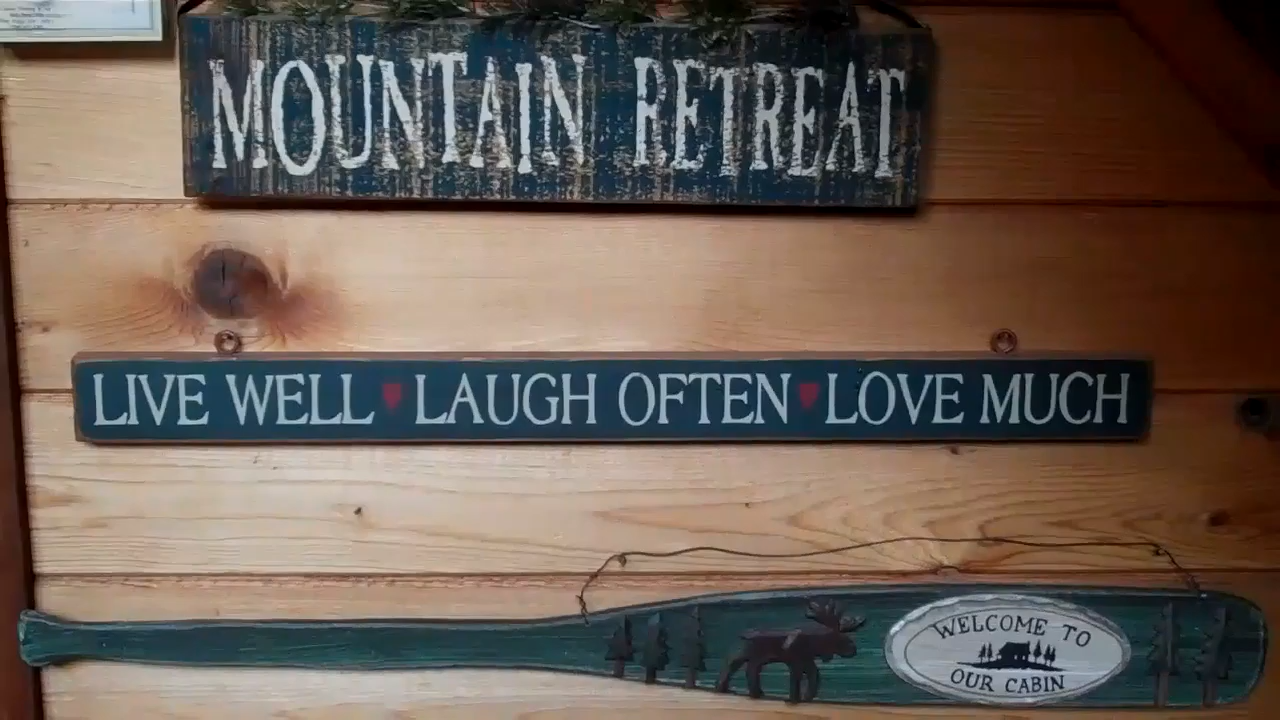 MOUNTAIN RETREAT
LIVE WELL LAUGH OFTEN LOVE MUCH
WELCOME TO
OUR CABIN